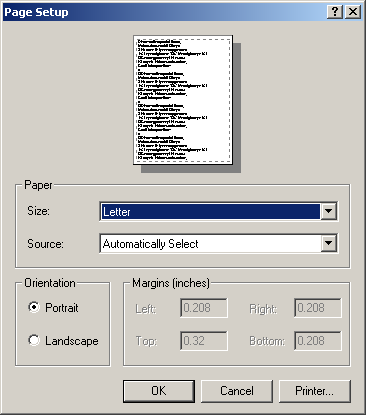 Page Setup
Paper
Size: Letter
Source: Automatically Select
Orientation
Portrait
Landscape
Margins (inches)
Left: 0.208 Right: 0.208
Top: 0.32 Bottom: 0.208
OK Cancel Printer...